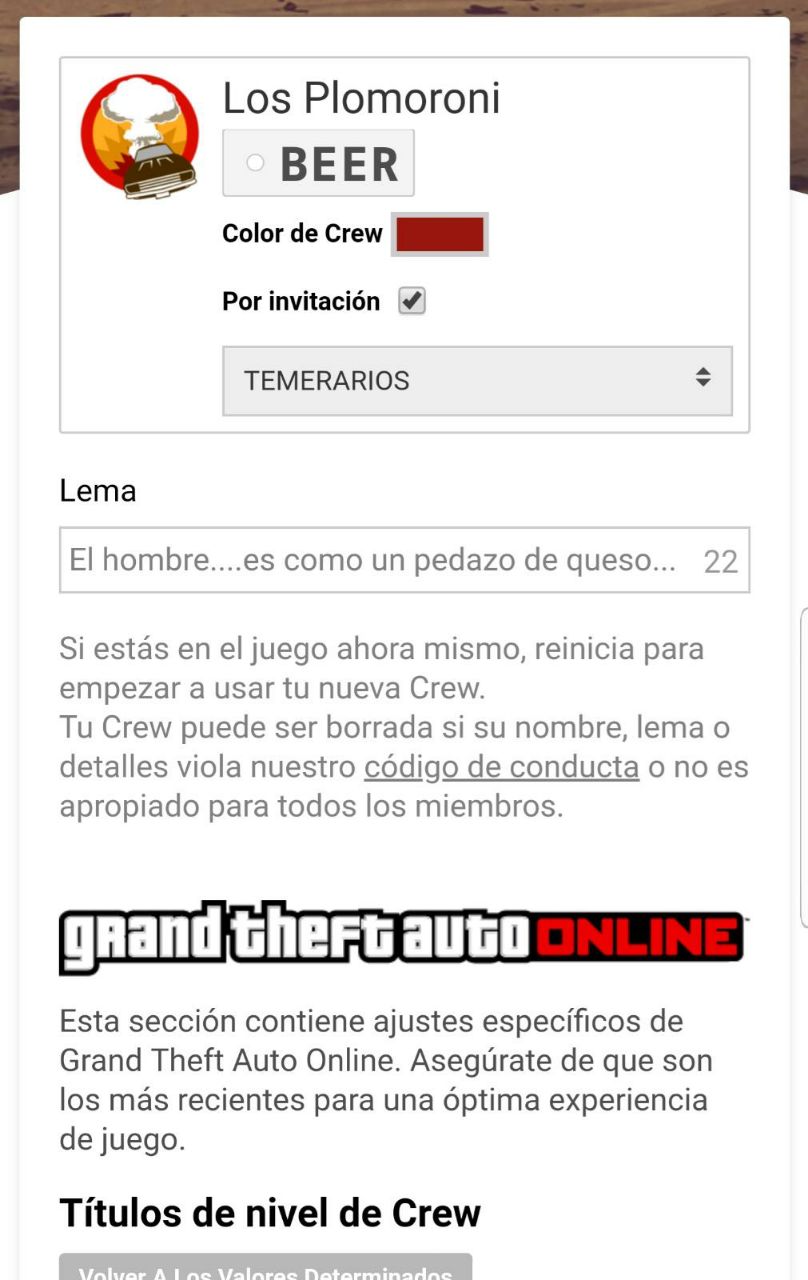 Los Plomoroni
BEER
Color de Crew
Por invitación
TEMERARIOS
Lema
El hombre....es como un pedazo de queso... 22
Si estás en el juego ahora mismo, reinicia para
empezar a usar tu nueva Crew.
Tu Crew puede ser borrada si su nombre, lema o
detalles viola nuestro código de conducta o no es
apropiado para todos los miembros.
grand theft auto ONLINE
Esta sección contiene ajustes específicos de
Grand Theft Auto Online. Asegúrate de que son
los más recientes para una óptima experiencia
de juego.
Títulos de nivel de Crew
Volver A Los Valores Determinados